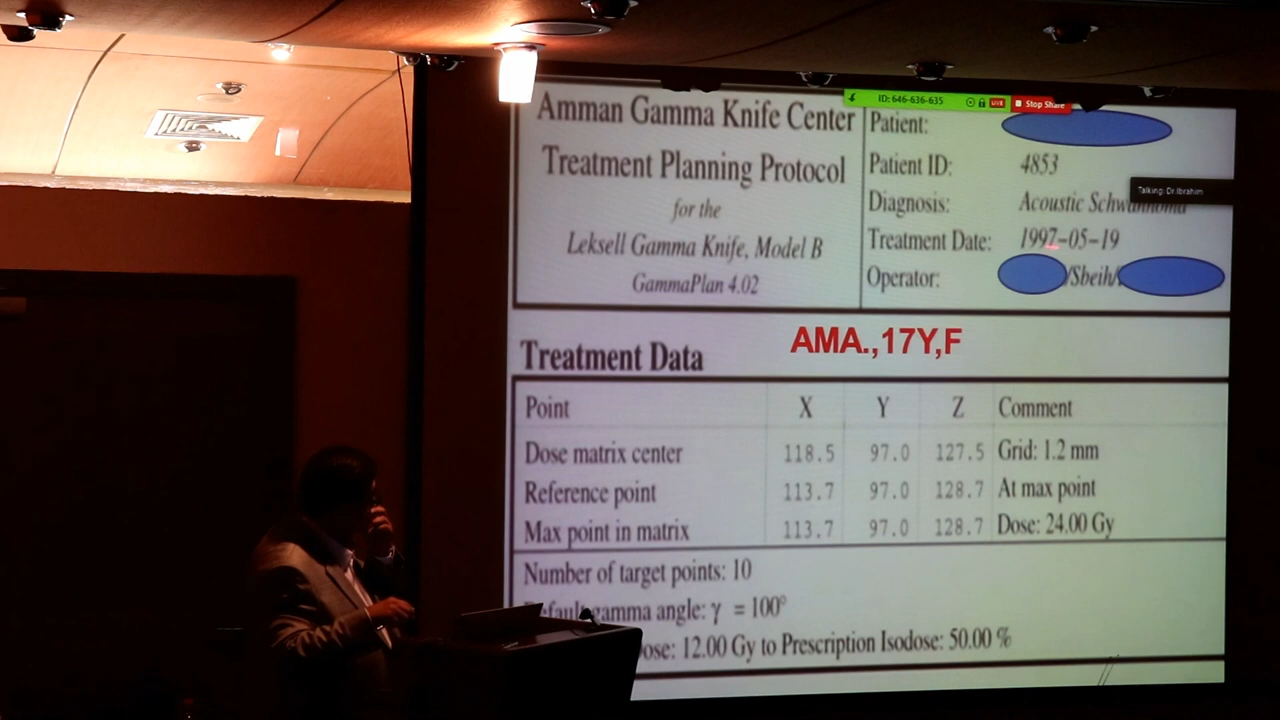 ID: 646-636-635
LIVE
Stop Share
Talking: Dr.Ibrahim
Amman Gamma Knife Center
Treatment Planning Protocol
for the
Leksell Gamma Knife, Model B
GammaPlan 4.02
Patient:
Patient ID: 4853
Diagnosis: Acoustic Schwannoma
Treatment Date: 1997-05-19
Operator: /Sbeih/
AMA.,17Y,F
Treatment Data
Point X Y Z Comment
Dose matrix center 118.5 97.0 127.5 Grid: 1.2 mm
Reference point 113.7 97.0 128.7 At max point
Max point in matrix 113.7 97.0 128.7 Dose: 24.00 Gy
Number of target points: 10
gamma angle: γ = 100°
12.00 Gy to Prescription Isodose: 50.00 %